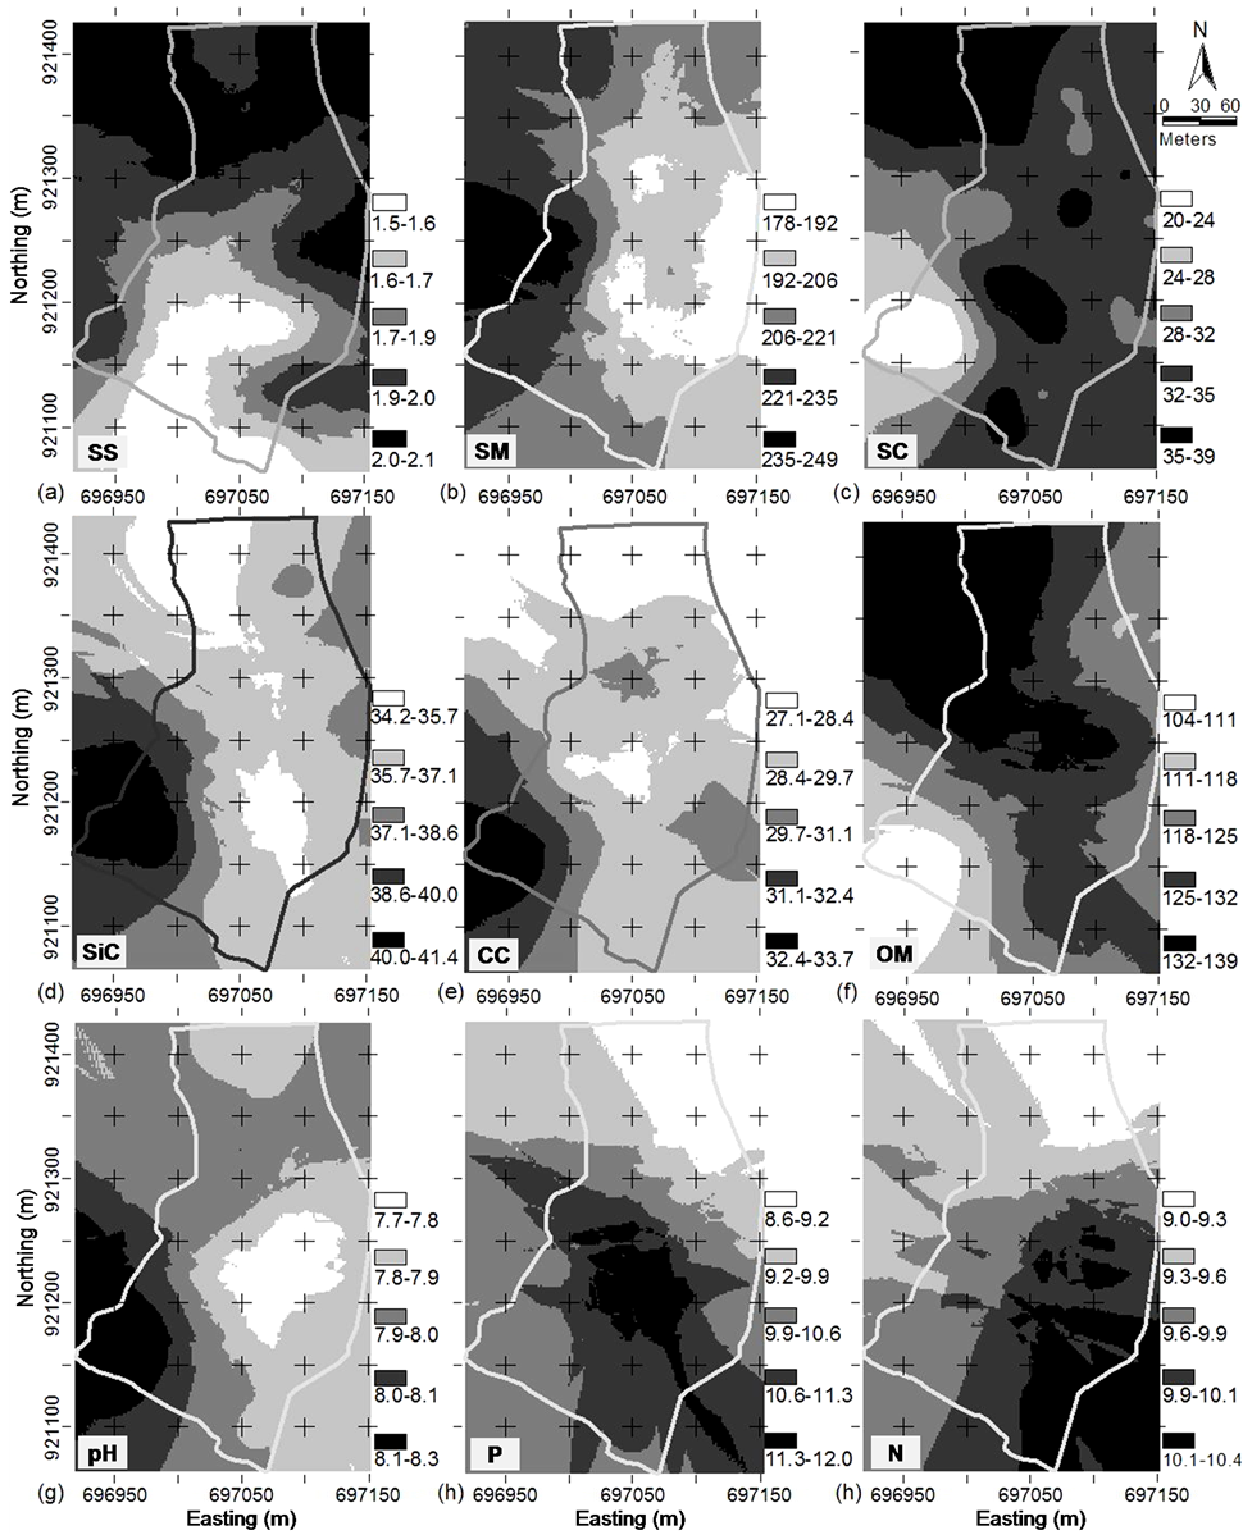 N
0 30 60
Meters
921400
921300
921200
921100
Northing (m)
1.5-1.6
1.6-1.7
1.7-1.9
1.9-2.0
2.0-2.1
SS
178-192
192-206
206-221
221-235
235-249
SM
20-24
24-28
28-32
32-35
35-39
SC
(a) 696950 697050 697150
(b) 696950 697050 697150
(c) 696950 697050 697150
921400
921300
921200
921100
Northing (m)
34.2-35.7
35.7-37.1
37.1-38.6
38.6-40.0
40.0-41.4
SiC
27.1-28.4
28.4-29.7
29.7-31.1
31.1-32.4
32.4-33.7
CC
104-111
111-118
118-125
125-132
132-139
OM
(d) 696950 697050 697150
(e) 696950 697050 697150
(f) 696950 697050 697150
921400
921300
921200
921100
Northing (m)
7.7-7.8
7.8-7.9
7.9-8.0
8.0-8.1
8.1-8.3
pH
8.6-9.2
9.2-9.9
9.9-10.6
10.6-11.3
11.3-12.0
P
9.0-9.3
9.3-9.6
9.6-9.9
9.9-10.1
10.1-10.4
N
(g) 696950 697050 697150
(h) 696950 697050 697150
(h) 696950 697050 697150
Easting (m)
Easting (m)
Easting (m)